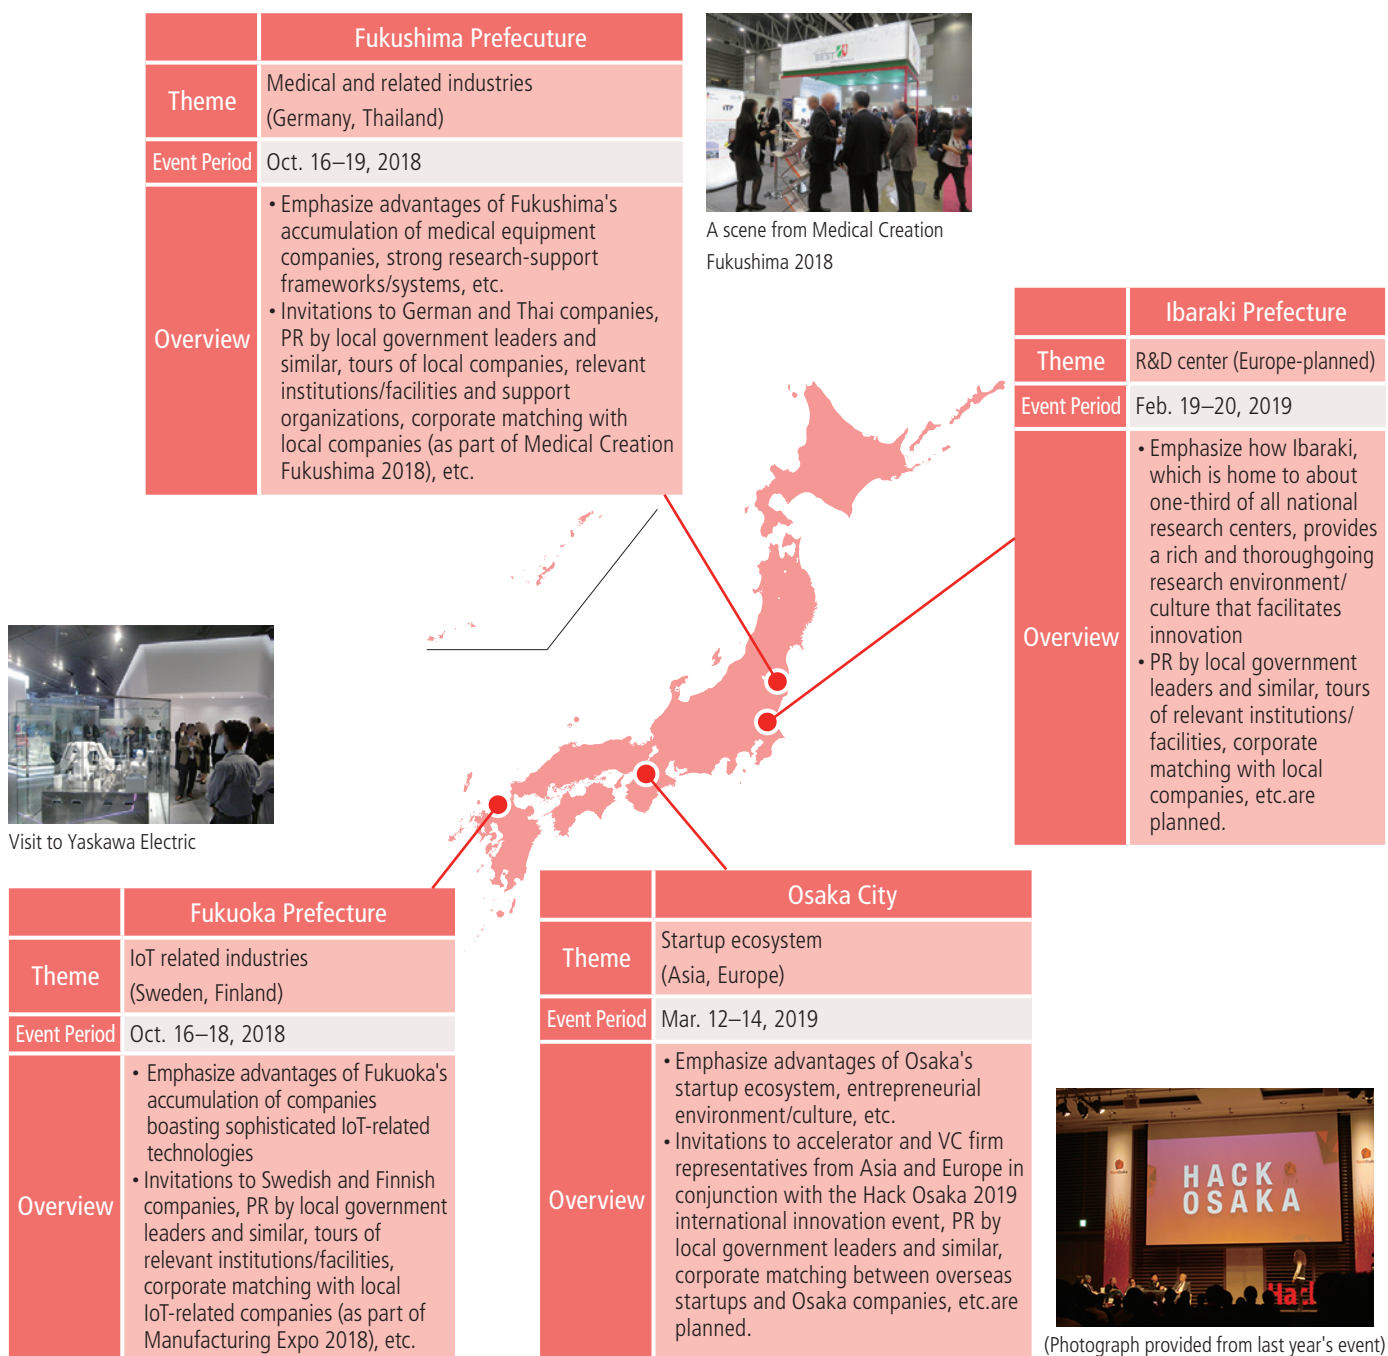 Fukushima Prefecuture
Theme
Medical and related industries
(Germany, Thailand)
Event Period
Oct. 16–19, 2018
Overview
• Emphasize advantages of Fukushima's
accumulation of medical equipment
companies, strong research-support
frameworks/systems, etc.
• Invitations to German and Thai companies,
PR by local government leaders and
similar, tours of local companies, relevant
institutions/facilities and support
organizations, corporate matching with
local companies (as part of Medical Creation
Fukushima 2018), etc.
BEST
iTP
A scene from Medical Creation
Fukushima 2018
Ibaraki Prefecture
Theme
R&D center (Europe-planned)
Event Period
Feb. 19–20, 2019
Overview
• Emphasize how Ibaraki,
which is home to about
one-third of all national
research centers, provides
a rich and thoroughgoing
research environment/
culture that facilitates
innovation
• PR by local government
leaders and similar, tours
of relevant institutions/
facilities, corporate
matching with local
companies, etc.are
planned.
Visit to Yaskawa Electric
Fukuoka Prefecture
Theme
IoT related industries
(Sweden, Finland)
Event Period
Oct. 16–18, 2018
Overview
• Emphasize advantages of Fukuoka's
accumulation of companies
boasting sophisticated IoT-related
technologies
• Invitations to Swedish and Finnish
companies, PR by local government
leaders and similar, tours of
relevant institutions/facilities,
corporate matching with local
IoT-related companies (as part of
Manufacturing Expo 2018), etc.
Osaka City
Theme
Startup ecosystem
(Asia, Europe)
Event Period
Mar. 12–14, 2019
Overview
• Emphasize advantages of Osaka's
startup ecosystem, entrepreneurial
environment/culture, etc.
• Invitations to accelerator and VC firm
representatives from Asia and Europe in
conjunction with the Hack Osaka 2019
international innovation event, PR by
local government leaders and similar,
corporate matching between overseas
startups and Osaka companies, etc.are
planned.
HACK
OSAKA
Hack
(Photograph provided from last year's event)